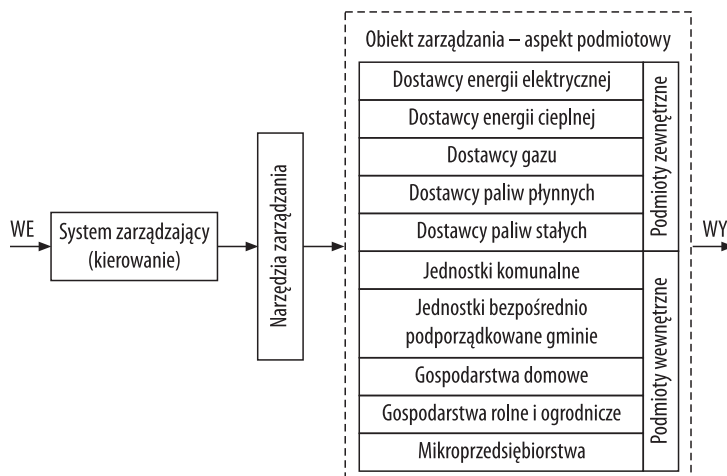 Obiekt zarządzania – aspekt podmiotowy
Dostawcy energii elektrycznej
Dostawcy energii cieplnej
Dostawcy gazu
Dostawcy paliw płynnych
Dostawcy paliw stałych
Podmioty zewnętrzne
WE
System zarządzający
(kierowanie)
Narzędzia zarządzania
WY
Jednostki komunalne
Jednostki bezpośrednio
podporządkowane gminie
Gospodarstwa domowe
Gospodarstwa rolne i ogrodnicze
Mikroprzedsiębiorstwa
Podmioty wewnętrzne